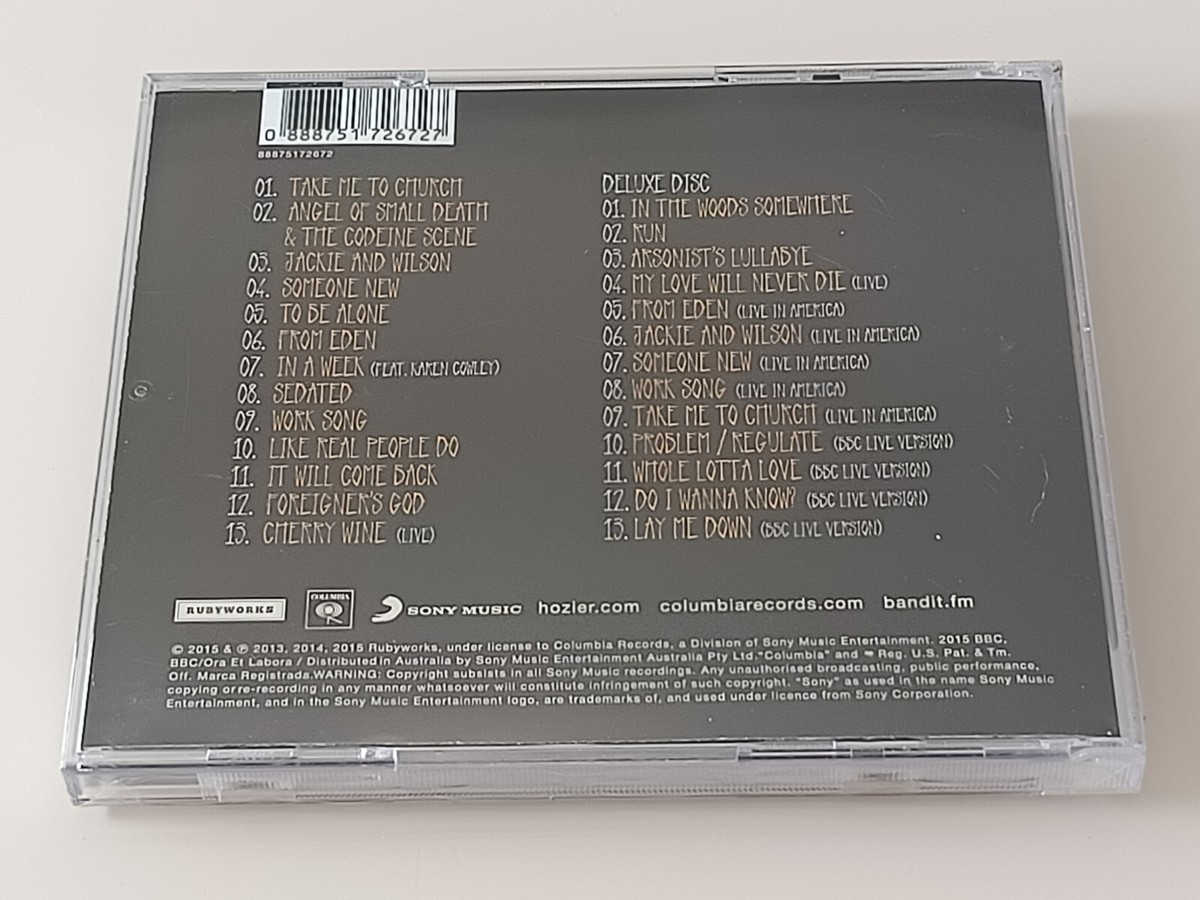 0 888751 726727
88875172672
01. TAKE ME TO CHURCH
02. ANGEL OF SMALL DEATH
& THE CODEINE SCENE
03. JACKIE AND WILSON
04. SOMEONE NEW
05. TO BE ALONE
06. FROM EDEN
07. IN A WEEK (FEAT. KAREN COWLEY)
08. SEDATED
09. WORK SONG
10. LIKE REAL PEOPLE DO
11. IT WILL COME BACK
12. FOREIGNER'S GOD
13. CHERRY WINE (LIVE)
DELUXE DISC
01. IN THE WOODS SOMEWHERE
02. RUN
03. ARSONIST'S LULLABYE
04. MY LOVE WILL NEVER DIE (LIVE)
05. FROM EDEN (LIVE IN AMERICA)
06. JACKIE AND WILSON (LIVE IN AMERICA)
07. SOMEONE NEW (LIVE IN AMERICA)
08. WORK SONG (LIVE IN AMERICA)
09. TAKE ME TO CHURCH (LIVE IN AMERICA)
10. PROBLEM / REGULATE (BBC LIVE VERSION)
11. WHOLE LOTTA LOVE (BBC LIVE VERSION)
12. DO I WANNA KNOW? (BBC LIVE VERSION)
13. LAY ME DOWN (BBC LIVE VERSION)
RUBYWORKS COLUMBIA SONY MUSIC hozier.com columbiarecords.com bandit.fm
© 2015 & ℗ 2013, 2014, 2015 Rubyworks, under license to Columbia Records, a Division of Sony Music Entertainment. 2015 BBC,
BBC/Ora Et Labora / Distributed in Australia by Sony Music Entertainment Australia Pty Ltd. "Columbia" and Reg. U.S. Pat. & Tm.
Off. Marca Registrada.WARNING: Copyright subsists in all Sony Music recordings. Any unauthorised broadcasting, public performance,
copying or re-recording in any manner whatsoever will constitute infringement of such copyright. "Sony" as used in the name Sony Music
Entertainment, and in the Sony Music Entertainment logo, are trademarks of, and used under licence from Sony Corporation.